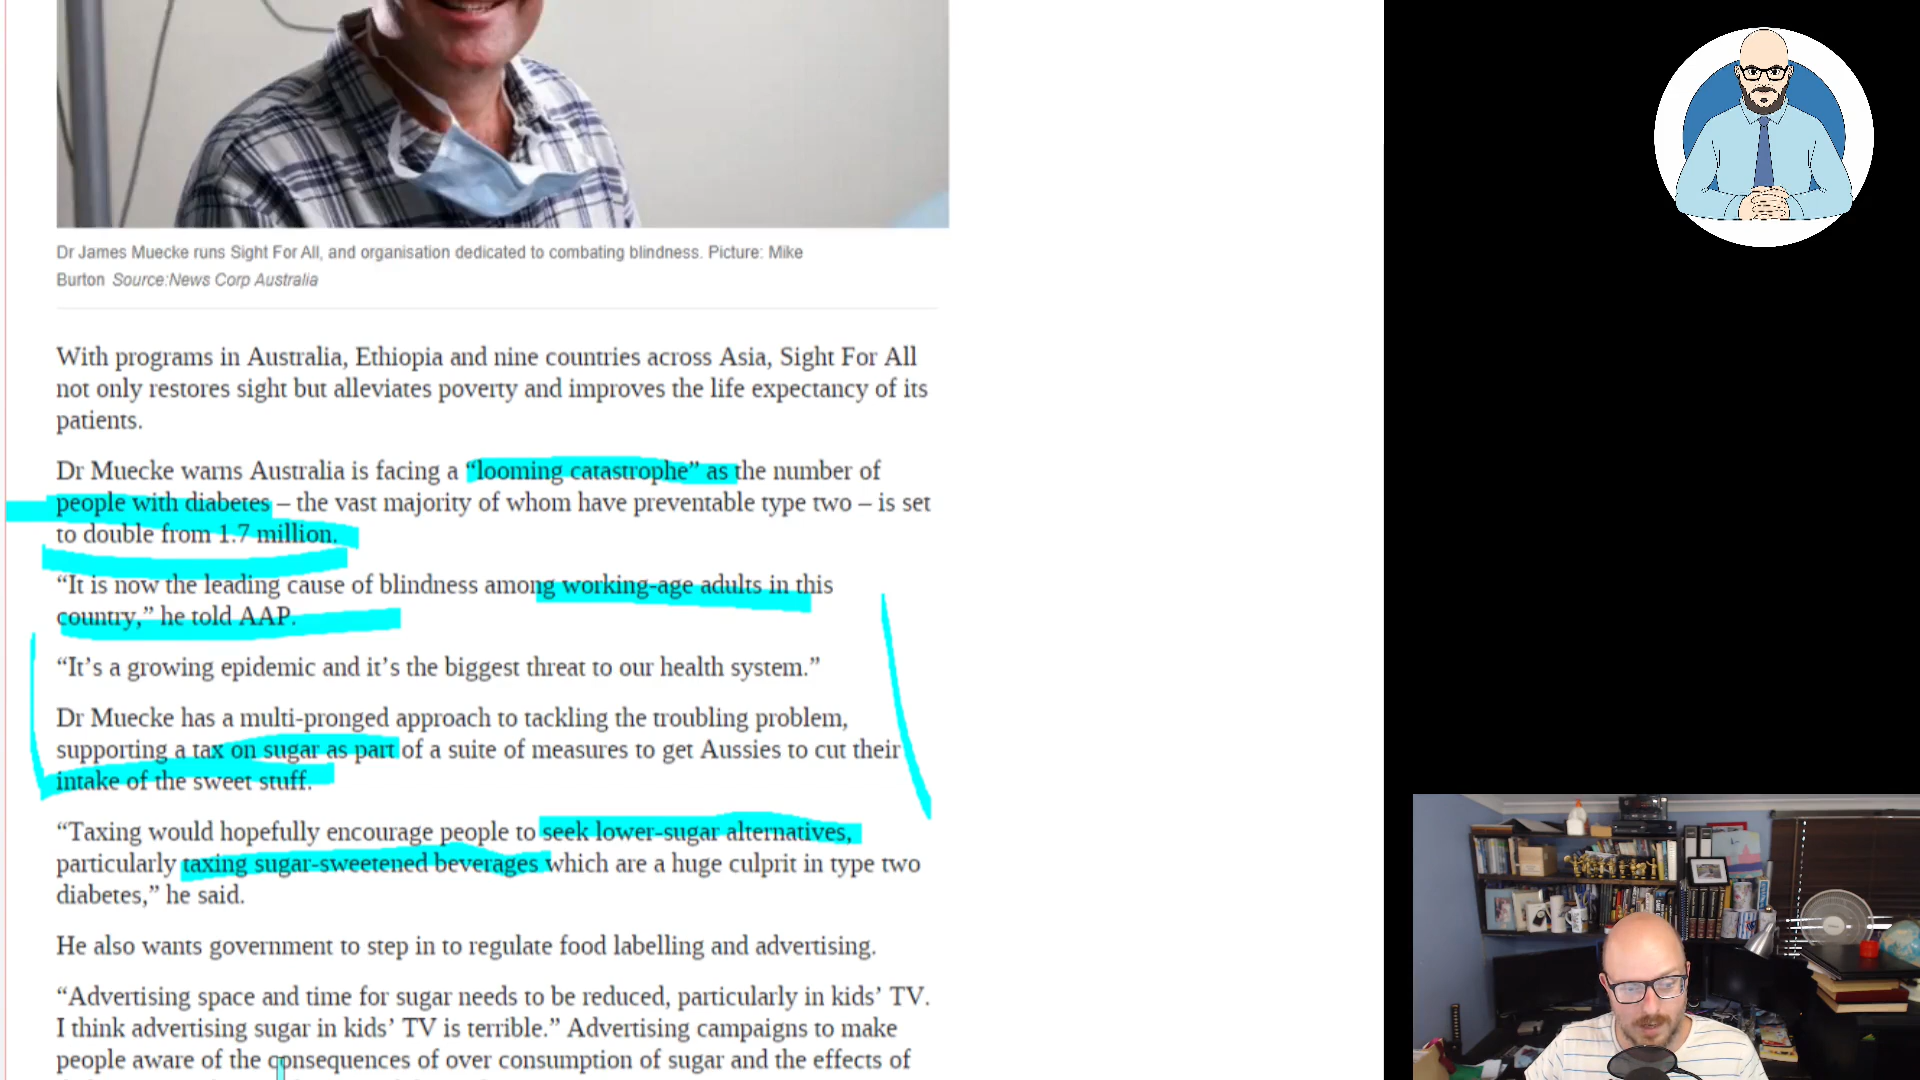 Dr James Muecke runs Sight For All, and organisation dedicated to combating blindness. Picture: Mike
Burton Source:News Corp Australia
With programs in Australia, Ethiopia and nine countries across Asia, Sight For All
not only restores sight but alleviates poverty and improves the life expectancy of its
patients.
Dr Muecke warns Australia is facing a “looming catastrophe” as the number of
people with diabetes – the vast majority of whom have preventable type two – is set
to double from 1.7 million.
“It is now the leading cause of blindness among working-age adults in this
country,” he told AAP.
“It’s a growing epidemic and it’s the biggest threat to our health system.”
Dr Muecke has a multi-pronged approach to tackling the troubling problem,
supporting a tax on sugar as part of a suite of measures to get Aussies to cut their
intake of the sweet stuff.
“Taxing would hopefully encourage people to seek lower-sugar alternatives,
particularly taxing sugar-sweetened beverages which are a huge culprit in type two
diabetes,” he said.
He also wants government to step in to regulate food labelling and advertising.
“Advertising space and time for sugar needs to be reduced, particularly in kids’ TV.
I think advertising sugar in kids’ TV is terrible.” Advertising campaigns to make
people aware of the consequences of over consumption of sugar and the effects of